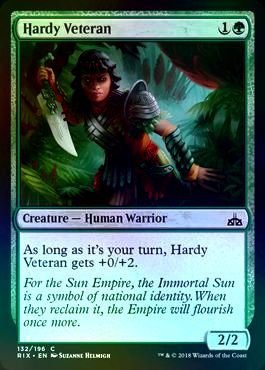 Hardy Veteran 1
Creature — Human Warrior
As long as it's your turn, Hardy
Veteran gets +0/+2.
For the Sun Empire, the Immortal Sun
is a symbol of national identity. When
they reclaim it, the Empire will flourish
once more.
2/2
132/196 C
RIX • EN Suzanne Helmigh ™ & © 2018 Wizards of the Coast